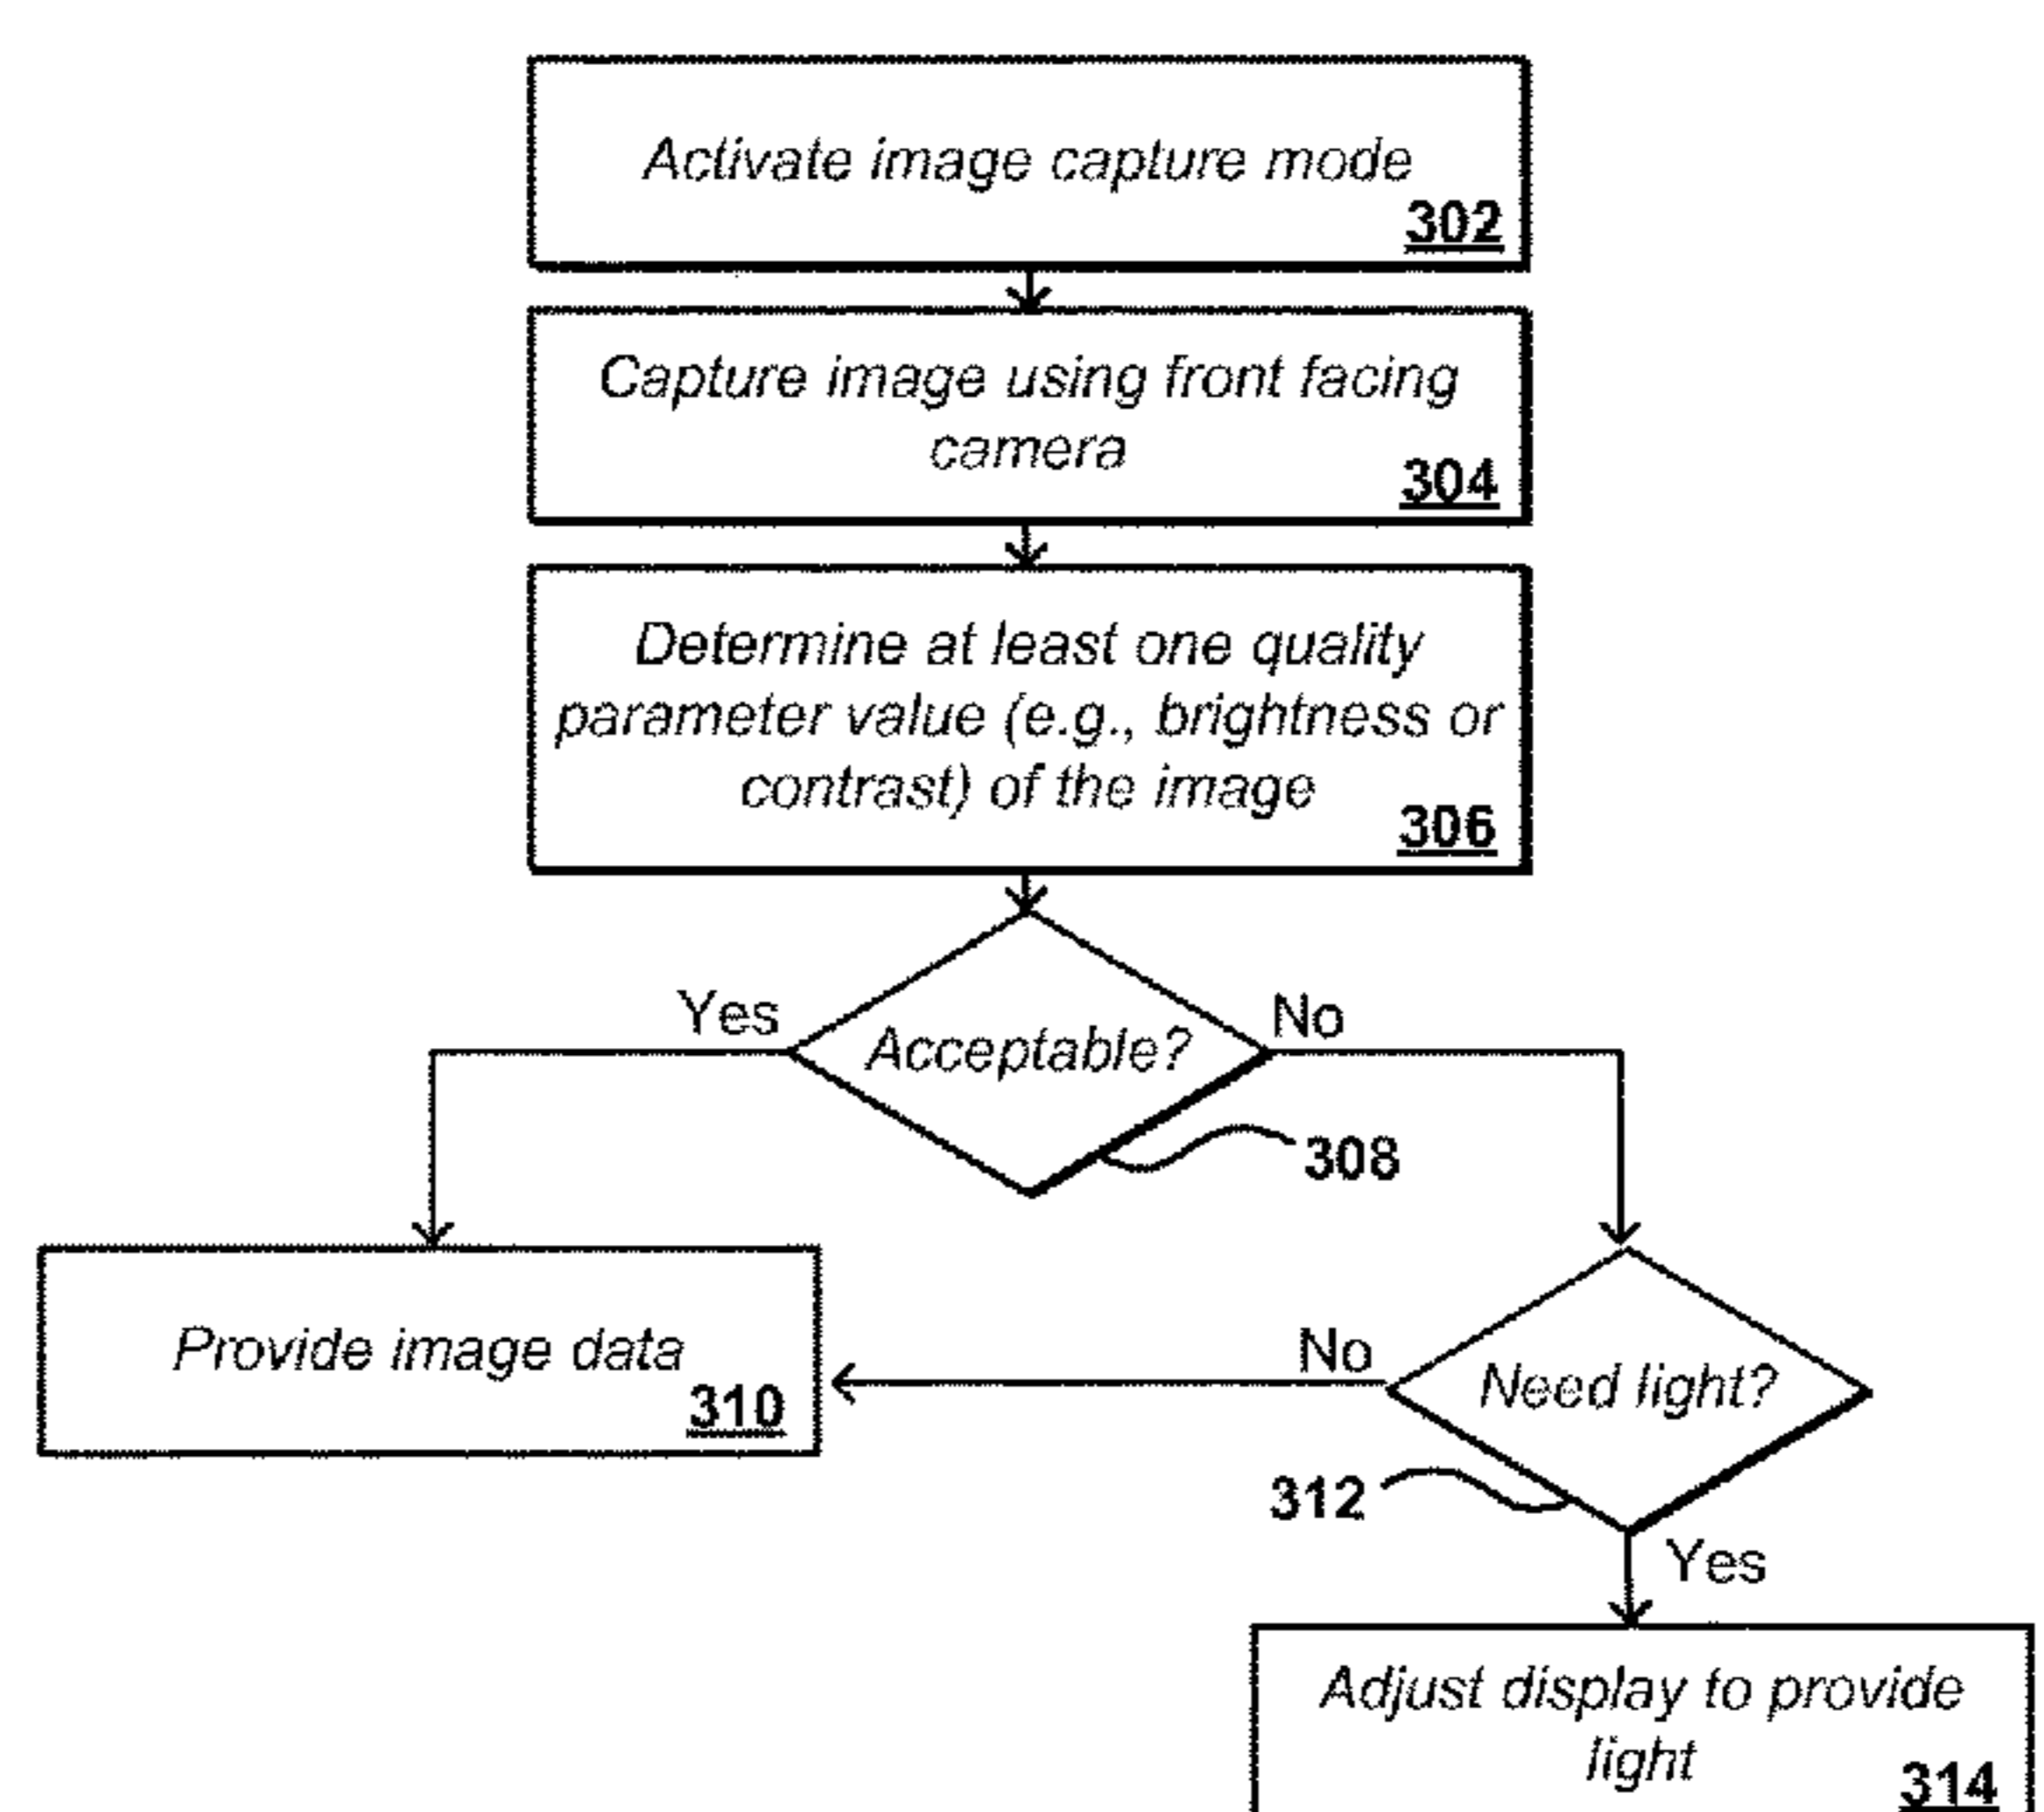 Activate image capture mode
302
Capture image using front facing
camera
304
Determine at least one quality
parameter value (e.g., brightness or
contrast) of the image
306
Yes
Acceptable?
No
308
Provide image data
310
No
Need light?
312
Yes
Adjust display to provide
light
314